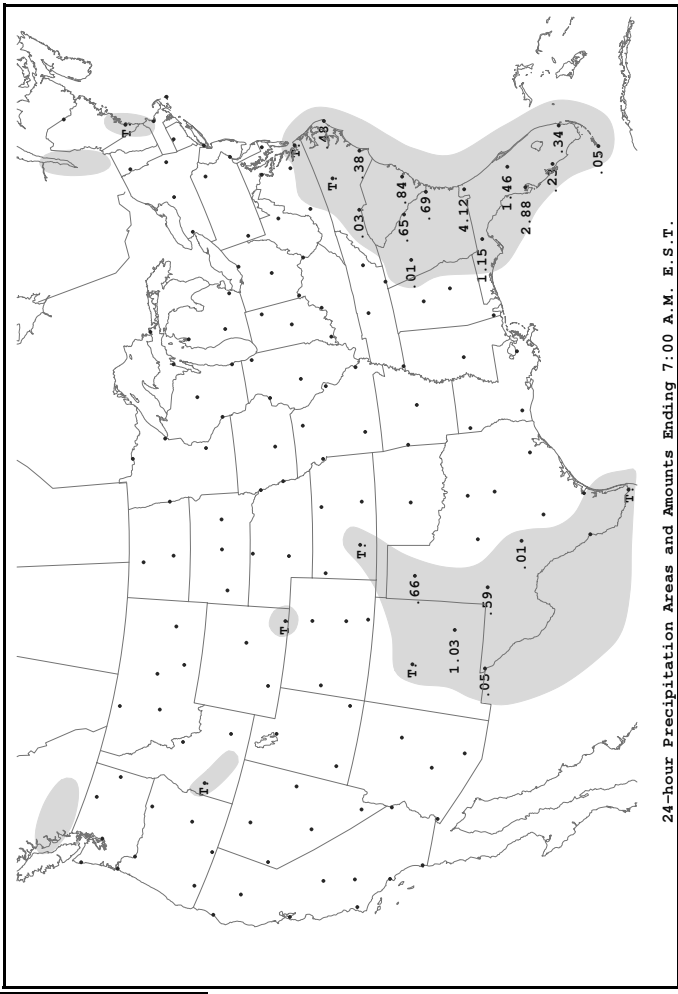 T
T.
T.
T.
.48
T.
.03 .38
T.
.65 .84
T. .66 .01
.69
1.03
4.12
.05 .59 1.15
1.46
.01 2.88
.23
.34
.05
T.
24-hour Precipitation Areas and Amounts Ending 7:00 A.M. E.S.T.